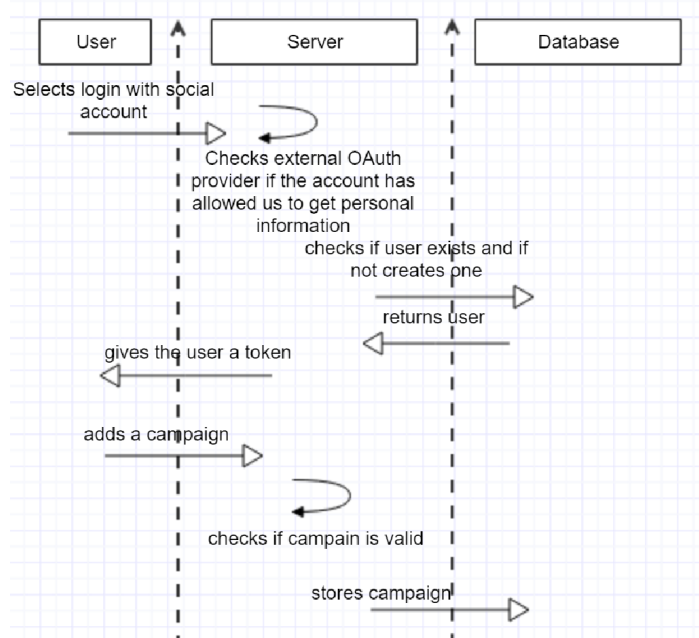 User
Server
Database
Selects login with social
account
Checks external OAuth
provider if the account has
allowed us to get personal
information
checks if user exists and if
not creates one
returns user
gives the user a token
adds a campaign
checks if campain is valid
stores campaign